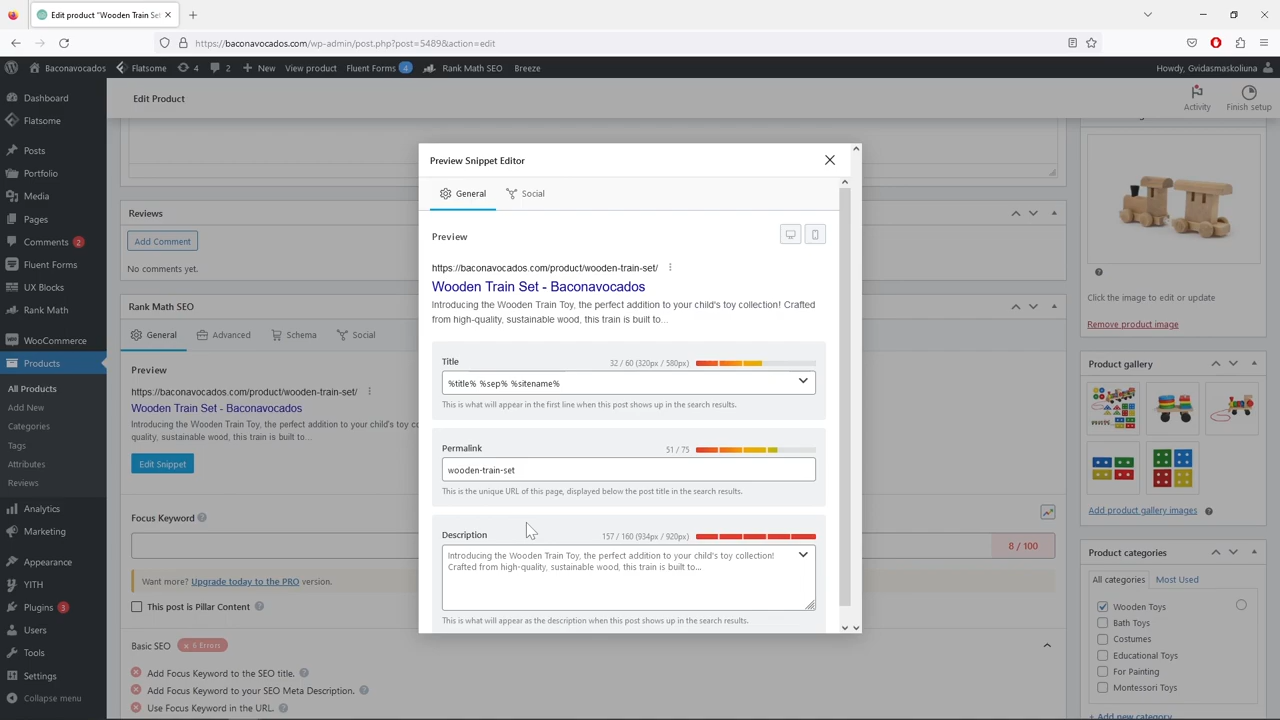 Edit product "Wooden Train Set
https://baconavocados.com/wp-admin/post.php?post=5489&action=edit
Baconavocados
Flatsome
4
2
New
View product
Fluent Forms 4
Rank Math SEO
Breeze
Howdy, Gvidasmaskoliuna
Dashboard
Flatsome
Posts
Portfolio
Media
Pages
Comments 2
Fluent Forms
UX Blocks
Rank Math
WooCommerce
Products
All Products
Add New
Categories
Tags
Attributes
Reviews
Analytics
Marketing
Appearance
YITH
Plugins 3
Users
Tools
Settings
Collapse menu
Edit Product
Activity
Finish setup
Reviews
Add Comment
No comments yet.
Rank Math SEO
General
Advanced
Schema
Social
Preview
https://baconavocados.com/product/wooden-train-set/
Wooden Train Set - Baconavocados
Introducing the Wooden Train Toy, the perfect addition to your child's toy co
quality, sustainable wood, this train is built to...
Edit Snippet
Focus Keyword
8 / 100
Want more? Upgrade today to the PRO version.
This post is Pillar Content
Basic SEO
× 6 Errors
Add Focus Keyword to the SEO title.
Add Focus Keyword to your SEO Meta Description.
Use Focus Keyword in the URL.
Preview Snippet Editor
General
Social
Preview
https://baconavocados.com/product/wooden-train-set/
Wooden Train Set - Baconavocados
Introducing the Wooden Train Toy, the perfect addition to your child's toy collection! Crafted
from high-quality, sustainable wood, this train is built to...
Title
32 / 60 (320px / 580px)
%title% %sep% %sitename%
This is what will appear in the first line when this post shows up in the search results.
Permalink
51 / 75
wooden-train-set
This is the unique URL of this page, displayed below the post title in the search results.
Description
157 / 160 (934px / 920px)
Introducing the Wooden Train Toy, the perfect addition to your child's toy collection!
Crafted from high-quality, sustainable wood, this train is built to...
This is what will appear as the description when this post shows up in the search results.
Click the image to edit or update
Remove product image
Product gallery
Add product gallery images
Product categories
All categories
Most Used
Wooden Toys
Bath Toys
Costumes
Educational Toys
For Painting
Montessori Toys
+ Add new category